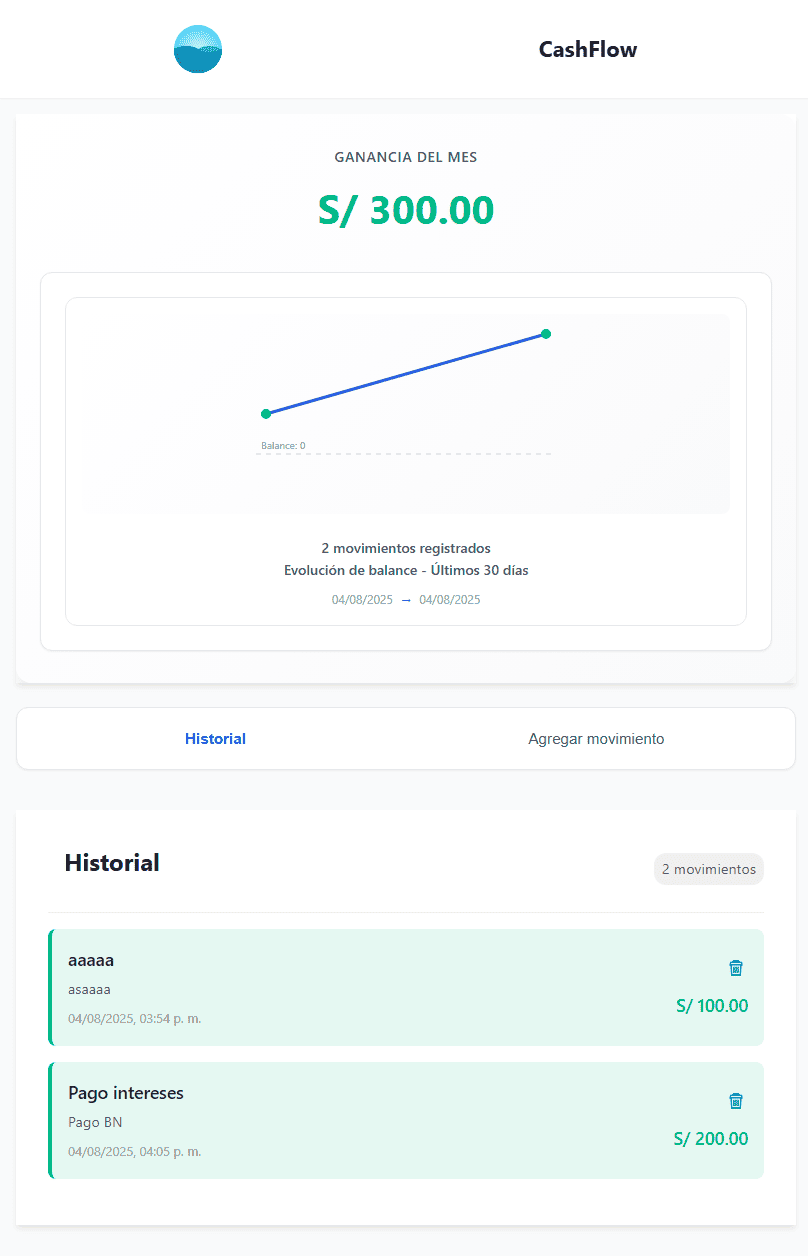 CashFlow
GANANCIA DEL MES
S/ 300.00
Balance: 0
2 movimientos registrados
Evolución de balance - Últimos 30 días
04/08/2025 → 04/08/2025
Historial
Agregar movimiento
Historial
2 movimientos
aaaaa
asaaaa
04/08/2025, 03:54 p. m.
S/ 100.00
Pago intereses
Pago BN
04/08/2025, 04:05 p. m.
S/ 200.00